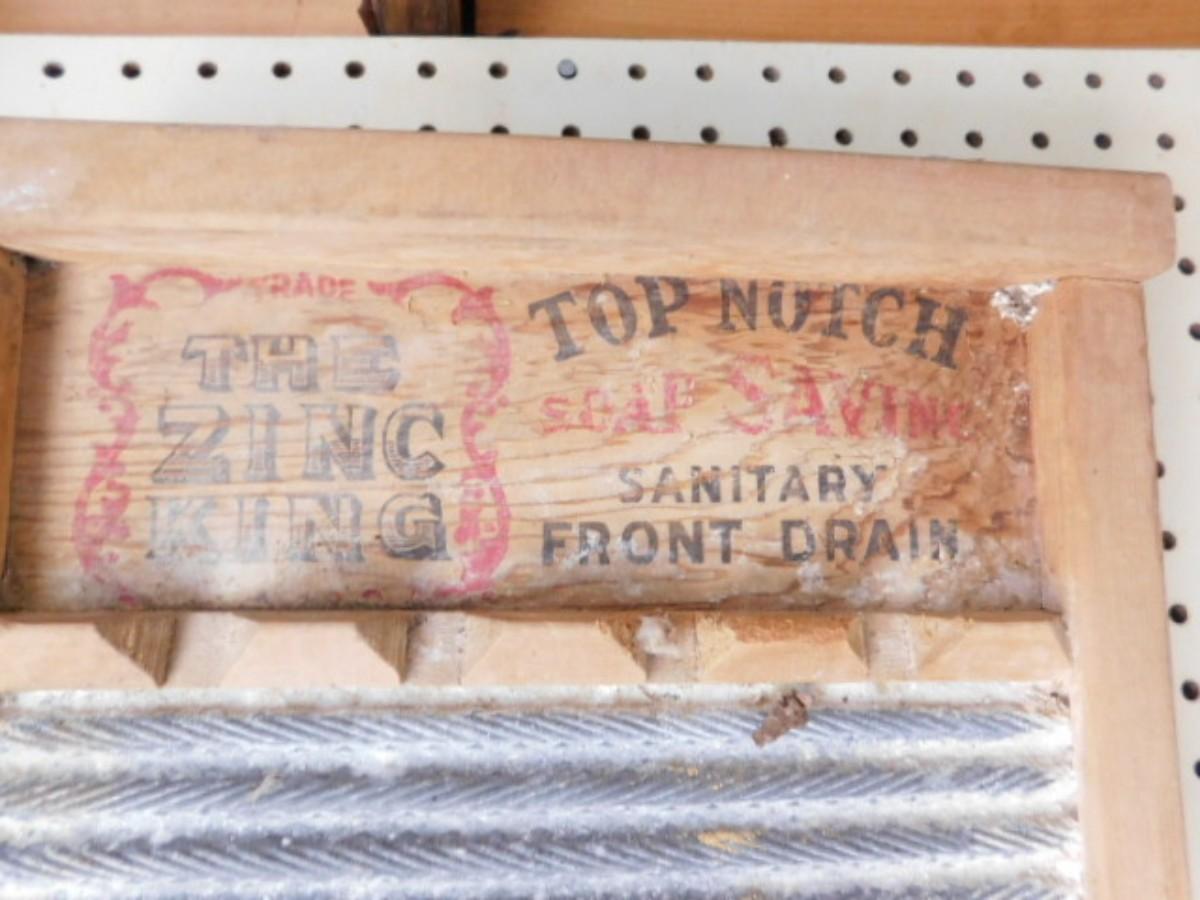 TRADE
THE
ZINC
KING
TOP NOTCH
SOAP SAVING
SANITARY
FRONT DRAIN